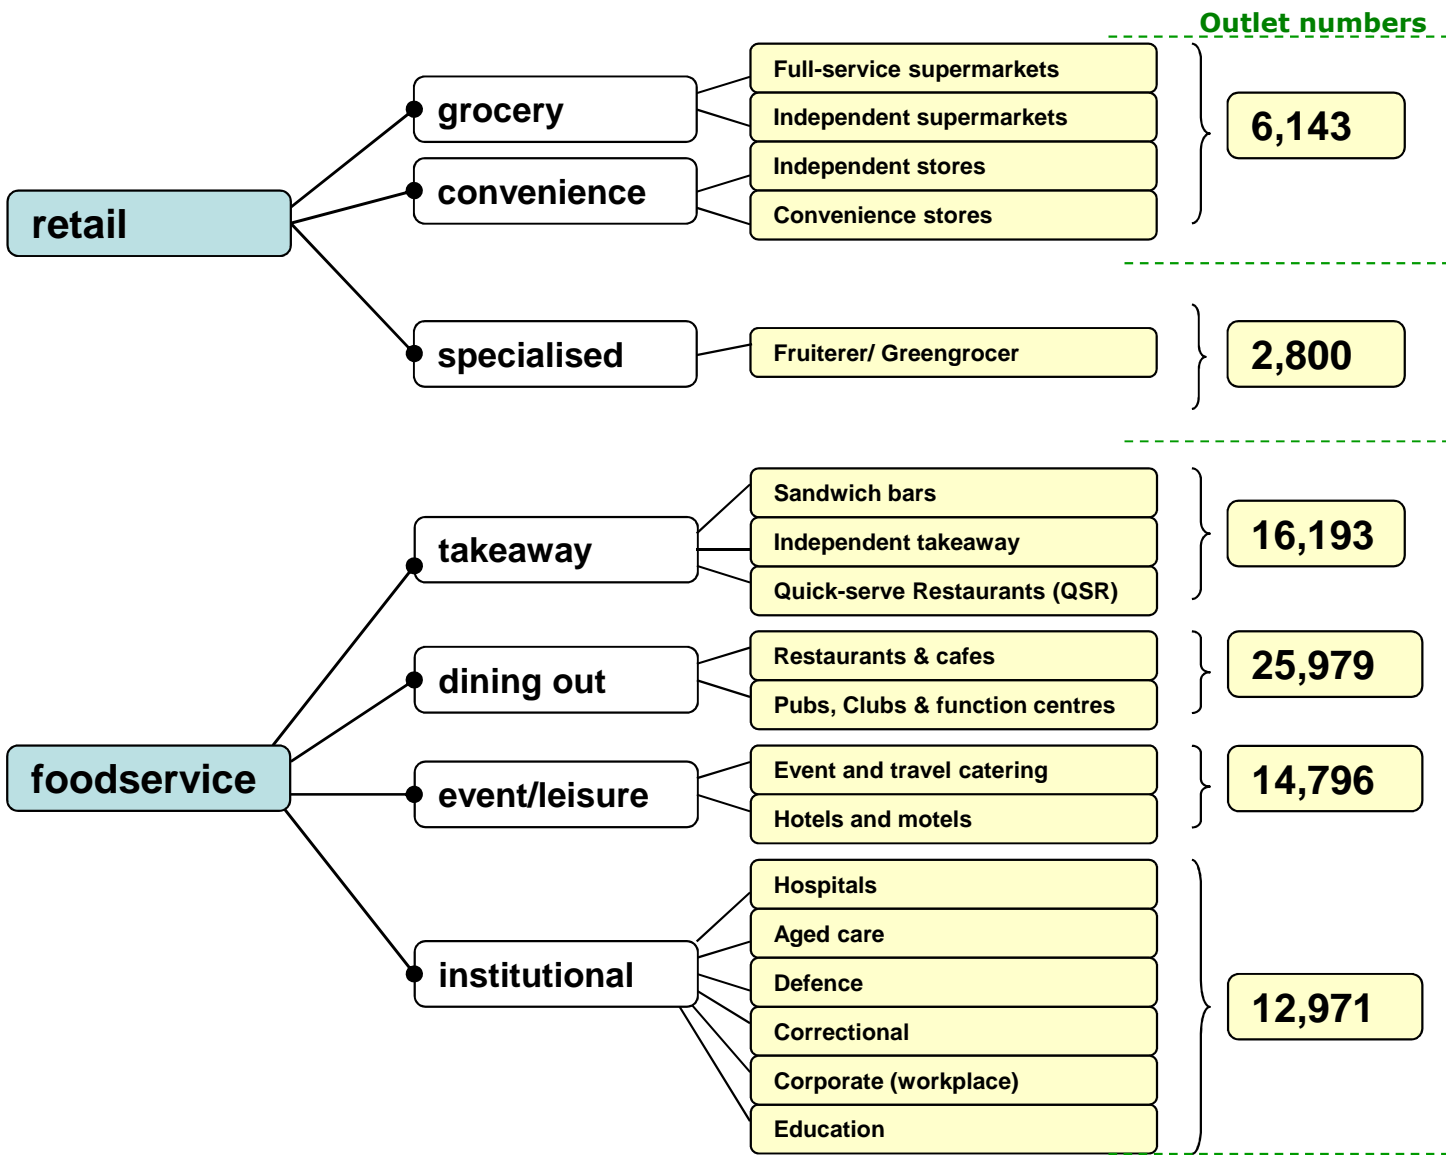 Outlet numbers
Full-service supermarkets
grocery
Independent supermarkets
6,143
Independent stores
convenience
Convenience stores
retail
specialised
Fruiterer/ Greengrocer
2,800
Sandwich bars
takeaway
Independent takeaway
16,193
Quick-serve Restaurants (QSR)
Restaurants & cafes
dining out
25,979
Pubs, Clubs & function centres
foodservice
Event and travel catering
event/leisure
14,796
Hotels and motels
Hospitals
Aged care
institutional
Defence
12,971
Correctional
Corporate (workplace)
Education